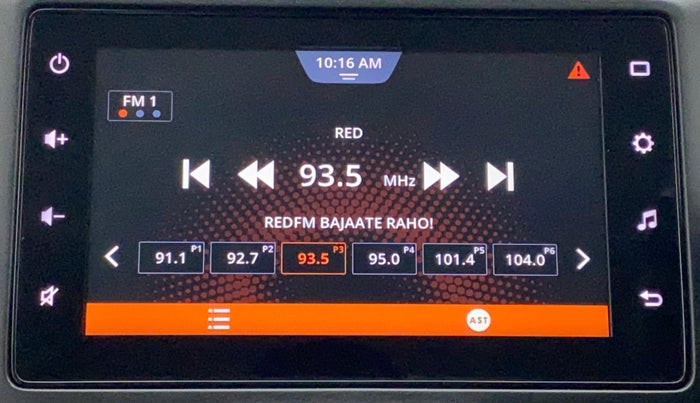 10:16 AM
FM 1
RED
93.5 MHz
REDFM BAJAATE RAHO!
91.1 P1 92.7 P2 93.5 P3 95.0 P4 101.4 P5 104.0 P6
AST